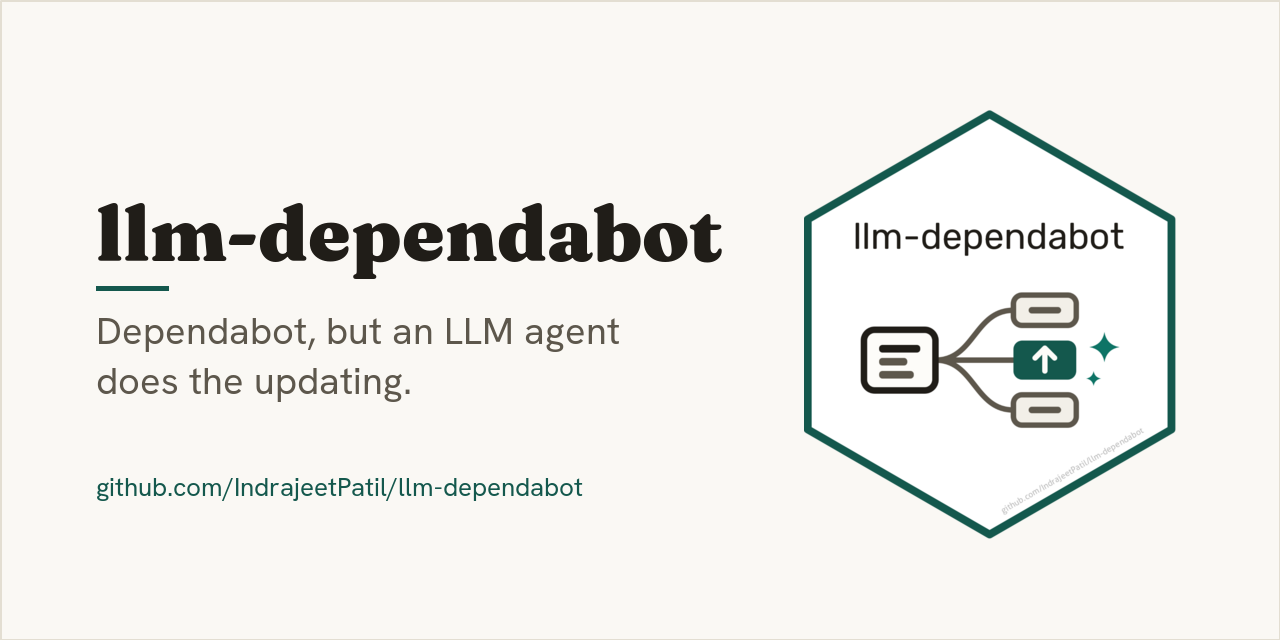 llm-dependabot
Dependabot, but an LLM agent
does the updating.
github.com/IndrajeetPatil/llm-dependabot
llm-dependabot
github.com/IndrajeetPatil/llm-dependabot